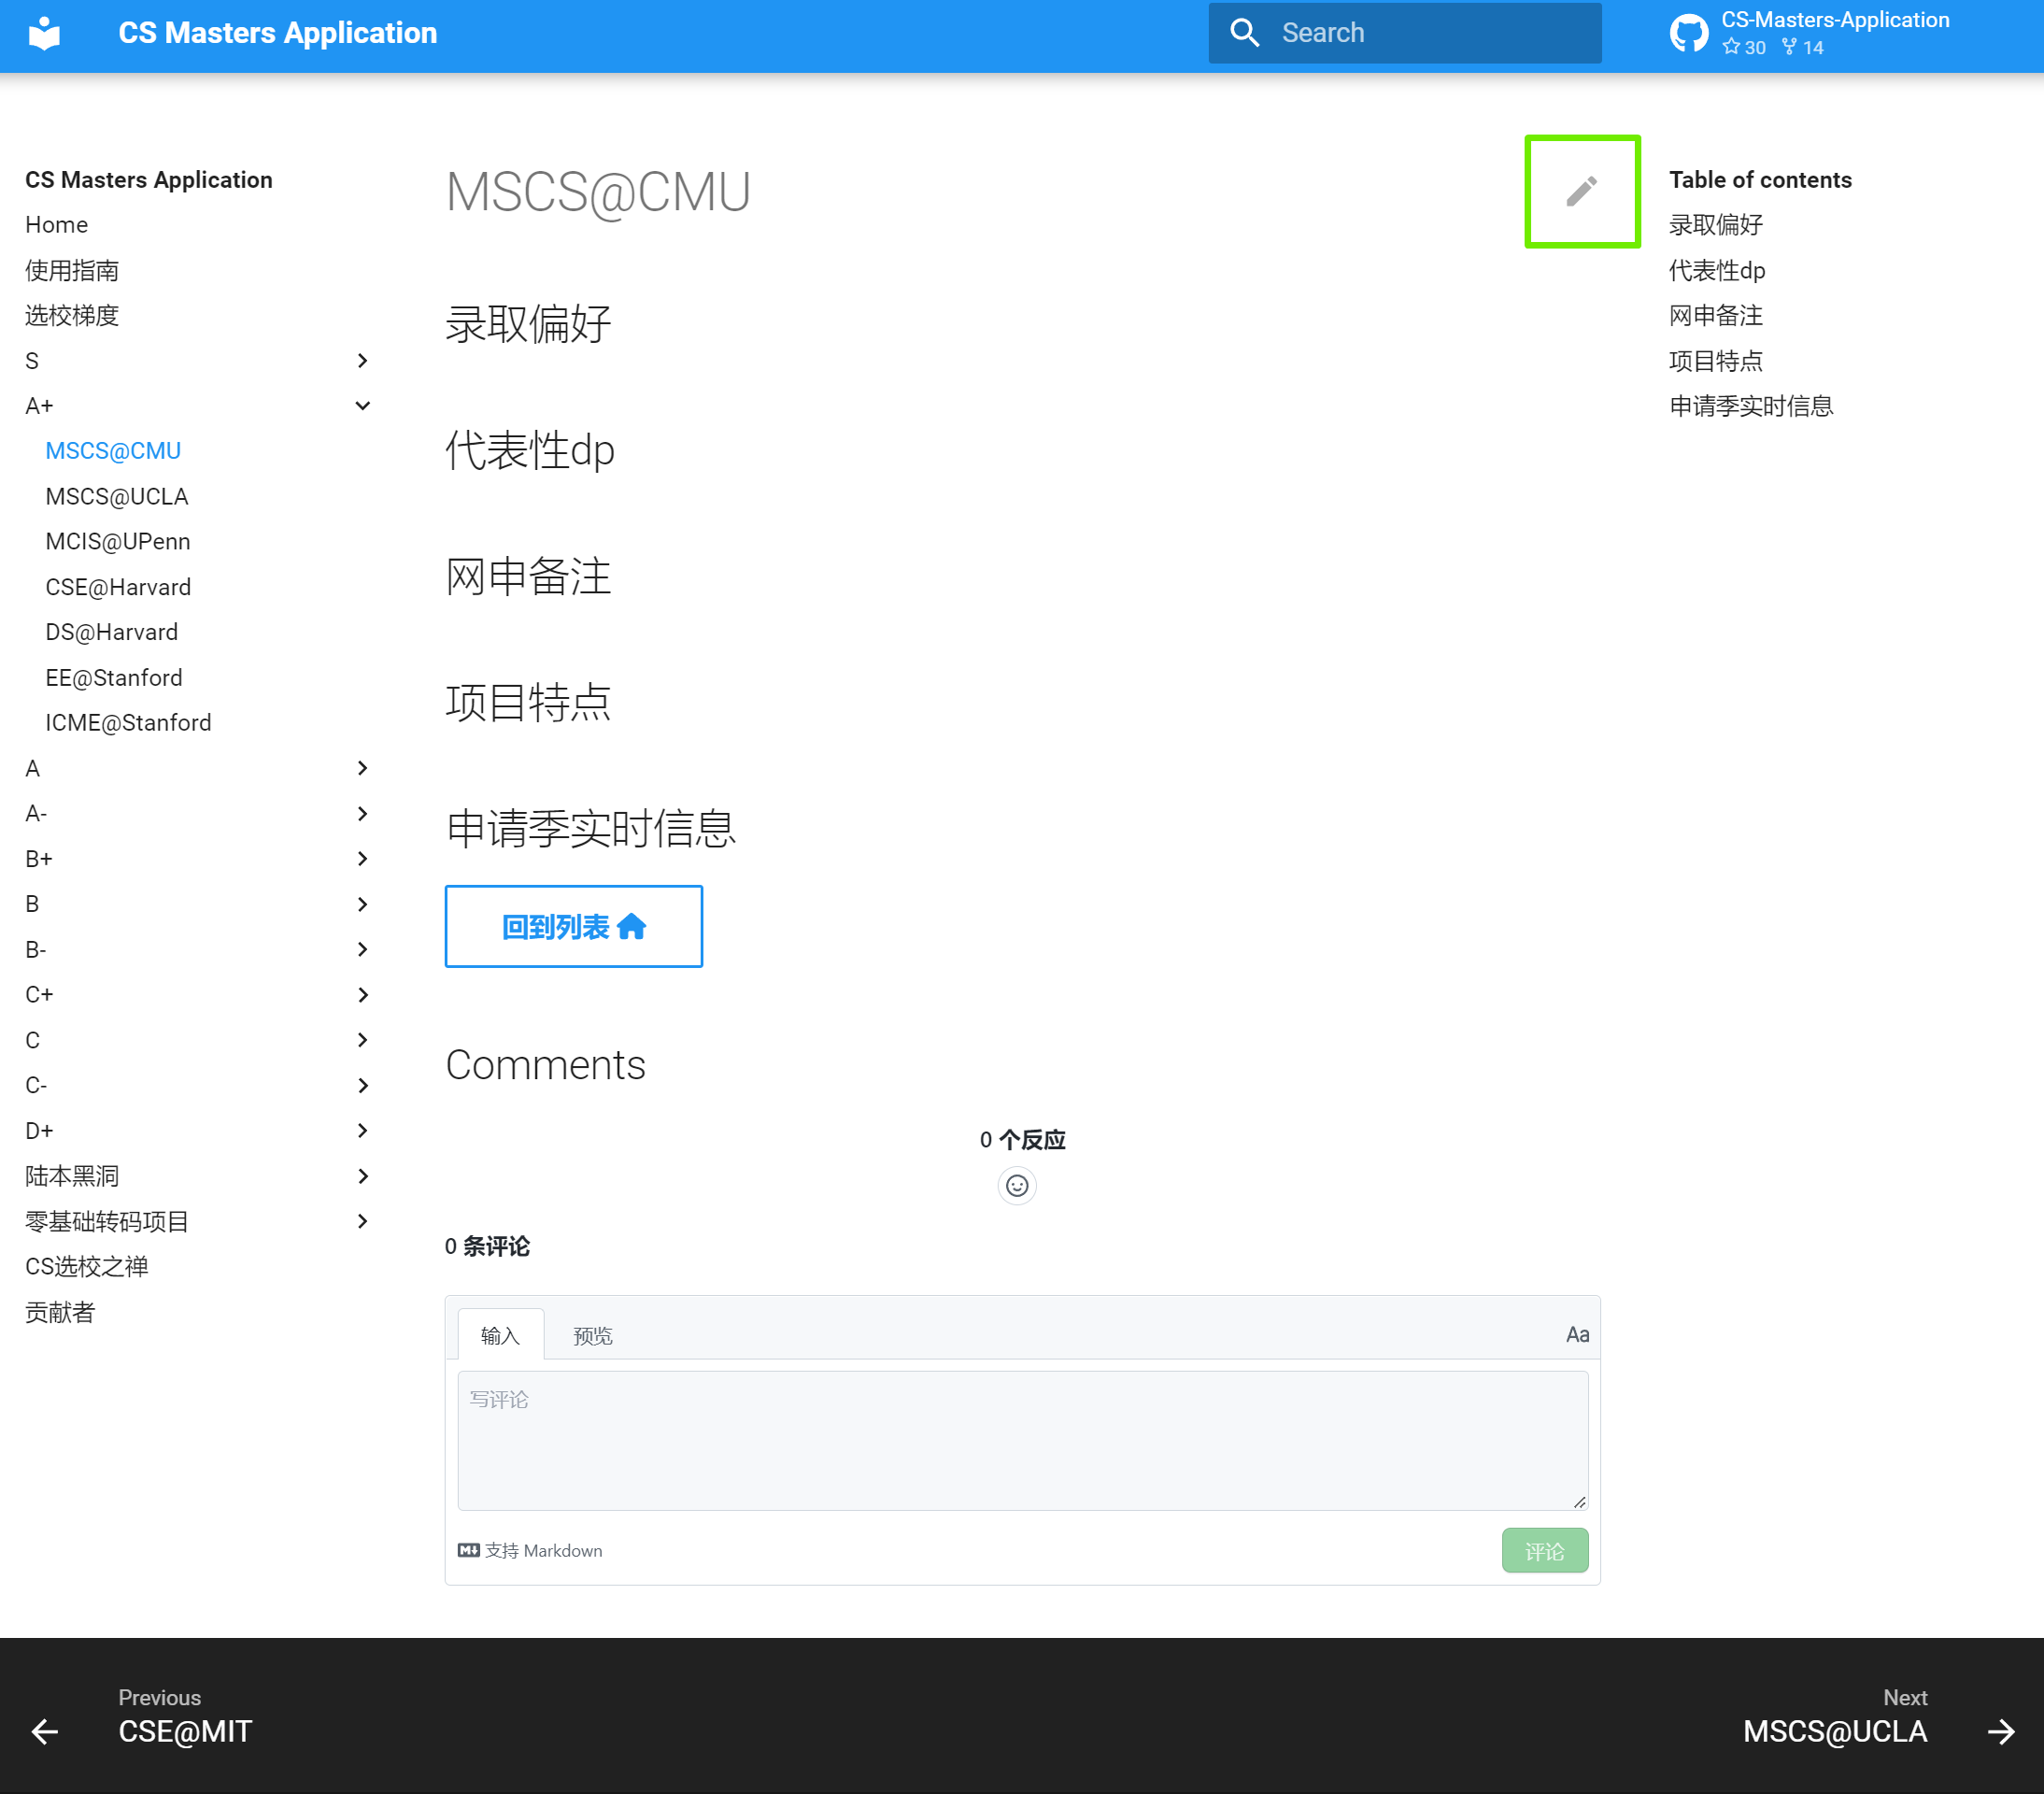 CS Masters Application
Search
CS-Masters-Application
30 14
CS Masters Application
Home
使用指南
选校梯度
S
A+
MSCS@CMU
MSCS@UCLA
MCIS@UPenn
CSE@Harvard
DS@Harvard
EE@Stanford
ICME@Stanford
A
A-
B+
B
B-
C+
C
C-
D+
陆本黑洞
零基础转码项目
CS选校之禅
贡献者
MSCS@CMU
录取偏好
代表性dp
网申备注
项目特点
申请季实时信息
回到列表
Comments
0 个反应
0 条评论
输入 预览 Aa
写评论
支持 Markdown
评论
Table of contents
录取偏好
代表性dp
网申备注
项目特点
申请季实时信息
Previous
CSE@MIT
Next
MSCS@UCLA